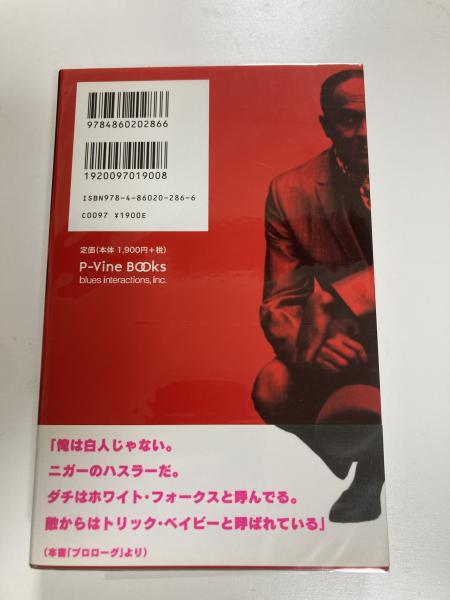 9784860202866
1920097019008
ISBN978-4-86020-286-6
C0097 ¥1900E
定価(本体 1,900円+税)
P-Vine BOOks
blues interactions, inc.
「俺は白人じゃない。
ニガーのハスラーだ。
ダチはホワイト・フォークスと呼んでる。
敵からはトリック・ベイビーと呼ばれている」
(本書「プロローグ」より)